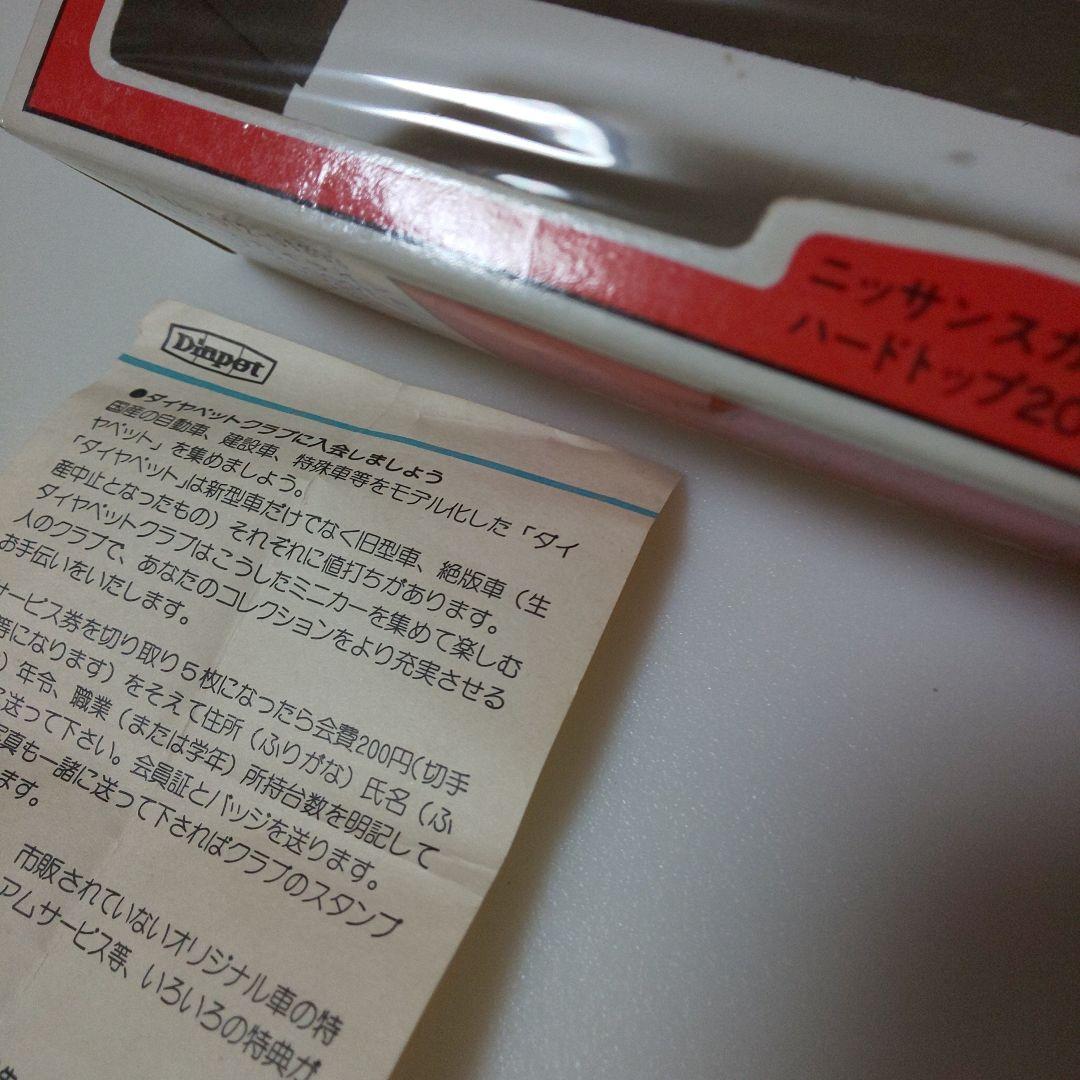 ニッサンスカ
ハードトップ20
Diapet
●ダイヤペットクラブに入会しましょう
国産の自動車、建設車、特殊車等をモデル化した「ダイ
ヤペット」を集めましょう。
「ダイヤペット」は新型車だけでなく旧型車、絶版車(生
産中止となったもの)それぞれに値打ちがあります。
ダイヤペットクラブはこうしたミニカーを集めて楽しむ
人のクラブで、あなたのコレクションをより充実させる
お手伝いをいたします。
ービス券を切り取り5枚になったら会費200円(切手
等になります)をそえて住所(ふりがな)氏名(ふ
)年令、職業(または学年)所持台数を明記して
送って下さい。会員証とバッジを送ります。
真も一諸に送って下さればクラブのスタンプ
ます。
市販されていないオリジナル車の特
アムサービス等、いろいろの特典が